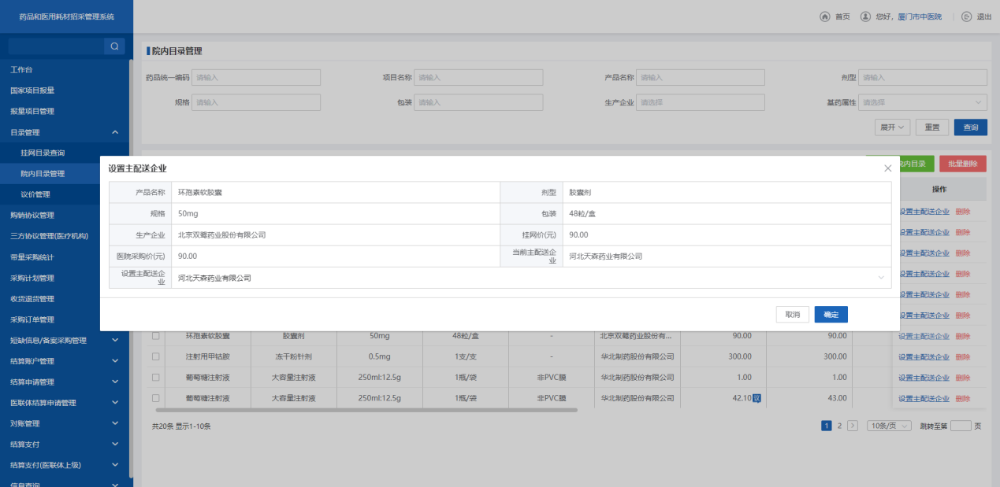 药品和医用耗材招采管理系统
首页
您好，厦门市中医院
退出
工作台
国家项目报量
报量项目管理
目录管理
挂网目录查询
院内目录管理
议价管理
购销协议管理
三方协议管理(医疗机构)
带量采购统计
采购计划管理
收货退货管理
采购订单管理
短缺信息/备案采购管理
结算账户管理
结算申请管理
医联体结算申请管理
对账管理
结算支付
结算支付(医联体上级)
信息查询
院内目录管理
药品统一编码 请输入 项目名称 请输入 产品名称 请输入 剂型 请输入
规格 请输入 包装 请输入 生产企业 请选择 基药属性 请选择
展开 重置 查询
院内目录 批量删除
操作
设置主配送企业 删除
设置主配送企业 删除
设置主配送企业 删除
设置主配送企业 删除
设置主配送企业 删除
设置主配送企业 删除
设置主配送企业
产品名称 环孢素软胶囊 剂型 胶囊剂
规格 50mg 包装 48粒/盒
生产企业 北京双鹭药业股份有限公司 挂网价(元) 90.00
医院采购价(元) 90.00 当前主配送企
业 河北天森药业有限公司
设置主配送企
业 河北天森药业有限公司
取消 确定
环孢素软胶囊 胶囊剂 50mg 48粒/盒 - 北京双鹭药业股份有... 90.00 90.00 设置主配送企业 删除
注射用甲钴胺 冻干粉针剂 0.5mg 1支/支 - 华北制药股份有限公司 300.00 300.00 设置主配送企业 删除
葡萄糖注射液 大容量注射液 250ml:12.5g 1瓶/袋 非PVC膜 华北制药股份有限公司 1.00 1.00 设置主配送企业 删除
葡萄糖注射液 大容量注射液 250ml:12.5g 1瓶/袋 非PVC膜 华北制药股份有限公司 42.10 议 43.00 设置主配送企业 删除
共20条 显示1-10条
1 2 10条/页 跳转至第 页